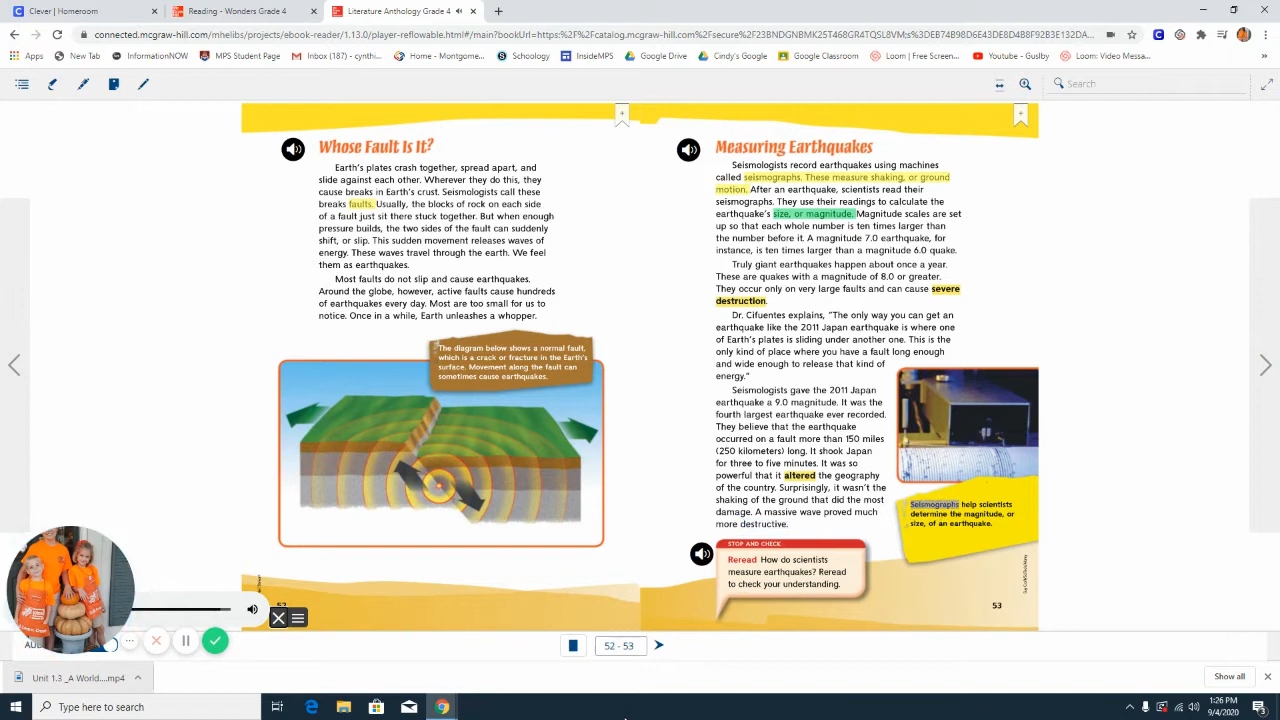 Clever | Homeroom
Reading - Wonders Grade 4
Literature Anthology Grade 4
connected.mcgraw-hill.com/mhelibs/projects/ebook-reader/1.13.0/player-reflowable.html#/main?bookUrl=https:%2F%2Fcatalog.mcgraw-hill.com%2Fsecure%2F23BNDGNBMK25T468GR4TQSL8VM;s%3DEB74B98D6E43DE8D4B8F92B3E132DA...
Apps
New Tab
InformationNOW
MPS Student Page
Inbox (187) - cynthi...
Home - Montgome...
Schoology
InsideMPS
Google Drive
Cindy's Google
Google Classroom
Loom | Free Screen...
Youtube - Gusby
Loom: Video Messa...
Search
Whose Fault Is It?
Earth's plates crash together, spread apart, and
slide against each other. Wherever they do this, they
cause breaks in Earth's crust. Seismologists call these
breaks faults. Usually, the blocks of rock on each side
of a fault just sit there stuck together. But when enough
pressure builds, the two sides of the fault can suddenly
shift, or slip. This sudden movement releases waves of
energy. These waves travel through the earth. We feel
them as earthquakes.
Most faults do not slip and cause earthquakes.
Around the globe, however, active faults cause hundreds
of earthquakes every day. Most are too small for us to
notice. Once in a while, Earth unleashes a whopper.
The diagram below shows a normal fault,
which is a crack or fracture in the Earth's
surface. Movement along the fault can
sometimes cause earthquakes.
52
Measuring Earthquakes
Seismologists record earthquakes using machines
called seismographs. These measure shaking, or ground
motion. After an earthquake, scientists read their
seismographs. They use their readings to calculate the
earthquake's size, or magnitude. Magnitude scales are set
up so that each whole number is ten times larger than
the number before it. A magnitude 7.0 earthquake, for
instance, is ten times larger than a magnitude 6.0 quake.
Truly giant earthquakes happen about once a year.
These are quakes with a magnitude of 8.0 or greater.
They occur only on very large faults and can cause severe
destruction.
Dr. Cifuentes explains, "The only way you can get an
earthquake like the 2011 Japan earthquake is where one
of Earth's plates is sliding under another one. This is the
only kind of place where you have a fault long enough
and wide enough to release that kind of
energy."
Seismologists gave the 2011 Japan
earthquake a 9.0 magnitude. It was the
fourth largest earthquake ever recorded.
They believe that the earthquake
occurred on a fault more than 150 miles
(250 kilometers) long. It shook Japan
for three to five minutes. It was so
powerful that it altered the geography
of the country. Surprisingly, it wasn't the
shaking of the ground that did the most
damage. A massive wave proved much
more destructive.
Seismographs help scientists
determine the magnitude, or
size, of an earthquake.
STOP AND CHECK
Reread How do scientists
measure earthquakes? Reread
to check your understanding.
53
52 - 53
Unit 1.3 _A World....mp4
Show all
Type here to search
1:26 PM
9/4/2020